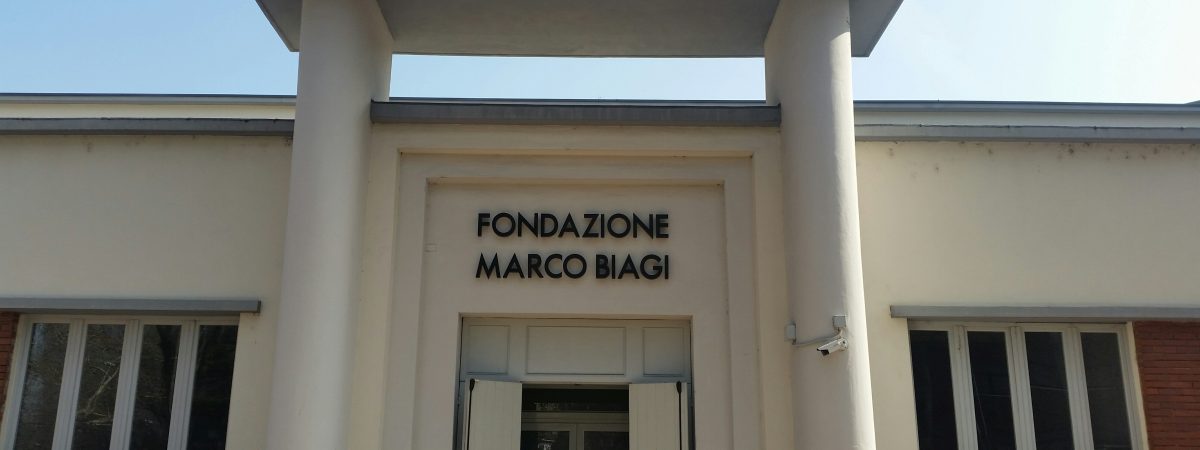 FONDAZIONE
MARCO BIAGI